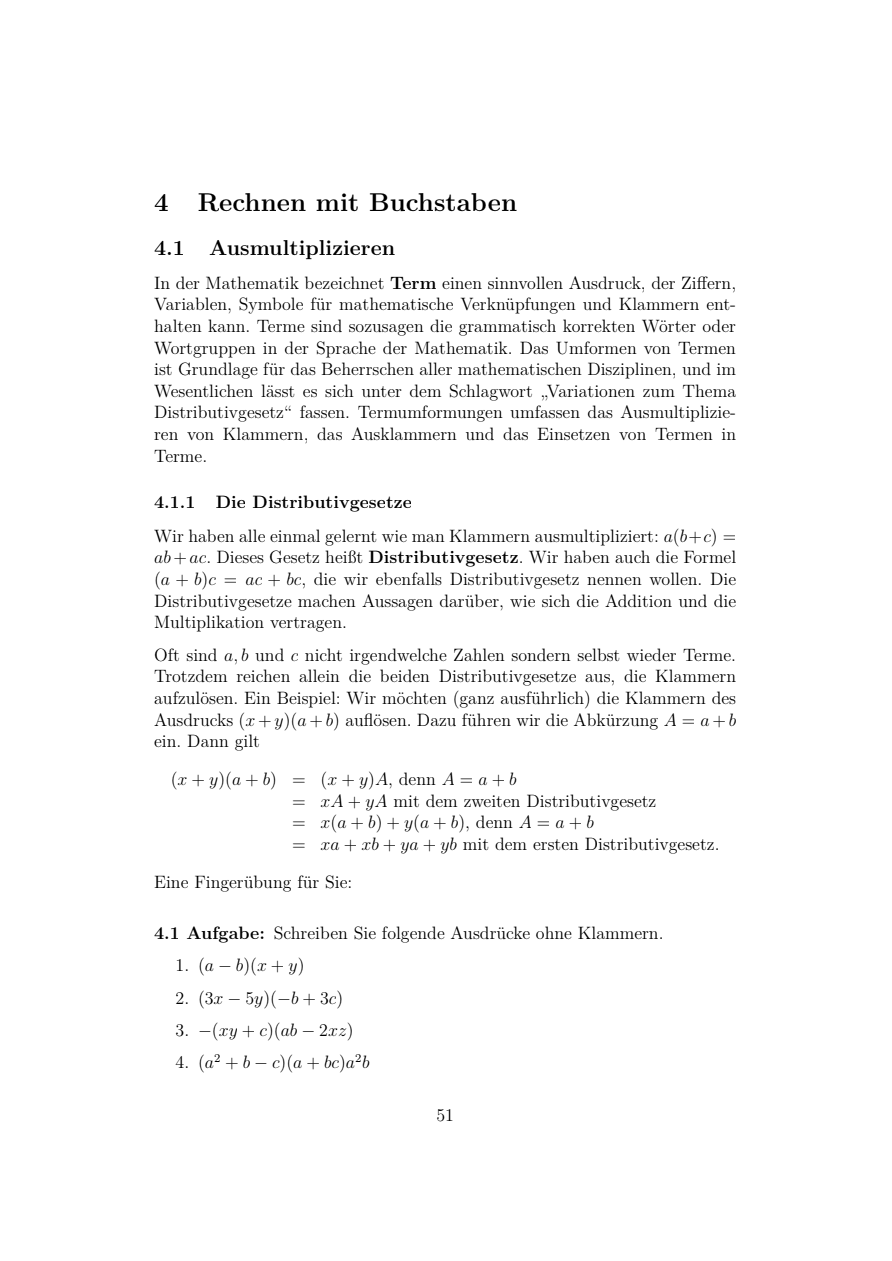 4 Rechnen mit Buchstaben
4.1 Ausmultiplizieren
In der Mathematik bezeichnet Term einen sinnvollen Ausdruck, der Ziffern,
Variablen, Symbole für mathematische Verknüpfungen und Klammern ent-
halten kann. Terme sind sozusagen die grammatisch korrekten Wörter oder
Wortgruppen in der Sprache der Mathematik. Das Umformen von Termen
ist Grundlage für das Beherrschen aller mathematischen Disziplinen, und im
Wesentlichen lässt es sich unter dem Schlagwort „Variationen zum Thema
Distributivgesetz“ fassen. Termumformungen umfassen das Ausmultiplizie-
ren von Klammern, das Ausklammern und das Einsetzen von Termen in
Terme.
4.1.1 Die Distributivgesetze
Wir haben alle einmal gelernt wie man Klammern ausmultipliziert: a(b+c) =
ab + ac. Dieses Gesetz heißt Distributivgesetz. Wir haben auch die Formel
(a + b)c = ac + bc, die wir ebenfalls Distributivgesetz nennen wollen. Die
Distributivgesetze machen Aussagen darüber, wie sich die Addition und die
Multiplikation vertragen.
Oft sind a, b und c nicht irgendwelche Zahlen sondern selbst wieder Terme.
Trotzdem reichen allein die beiden Distributivgesetze aus, die Klammern
aufzulösen. Ein Beispiel: Wir möchten (ganz ausführlich) die Klammern des
Ausdrucks (x + y)(a + b) auflösen. Dazu führen wir die Abkürzung A = a + b
ein. Dann gilt
(x + y)(a + b) = (x + y)A, denn A = a + b
= xA + yA mit dem zweiten Distributivgesetz
= x(a + b) + y(a + b), denn A = a + b
= xa + xb + ya + yb mit dem ersten Distributivgesetz.
Eine Fingerübung für Sie:
4.1 Aufgabe: Schreiben Sie folgende Ausdrücke ohne Klammern.
1. (a − b)(x + y)
2. (3x − 5y)(−b + 3c)
3. −(xy + c)(ab − 2xz)
4. (a² + b − c)(a + bc)a²b
51